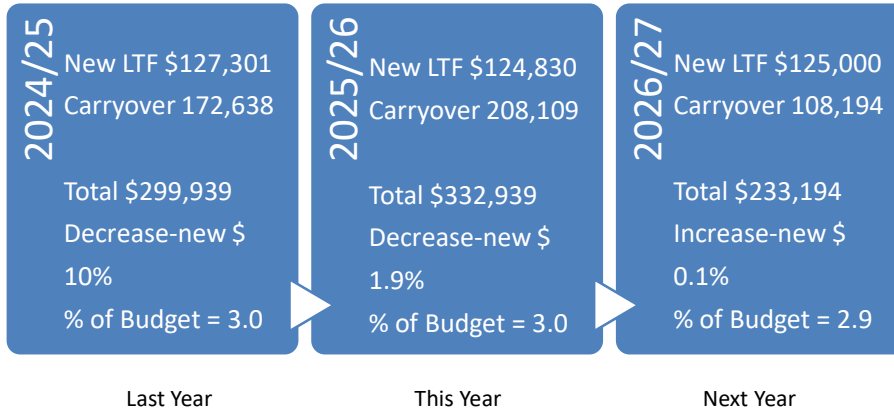 2024/25
New LTF $127,301
Carryover 172,638
Total $299,939
Decrease-new $
10%
% of Budget = 3.0
2025/26
New LTF $124,830
Carryover 208,109
Total $332,939
Decrease-new $
1.9%
% of Budget = 3.0
2026/27
New LTF $125,000
Carryover 108,194
Total $233,194
Increase-new $
0.1%
% of Budget = 2.9
Last Year
This Year
Next Year